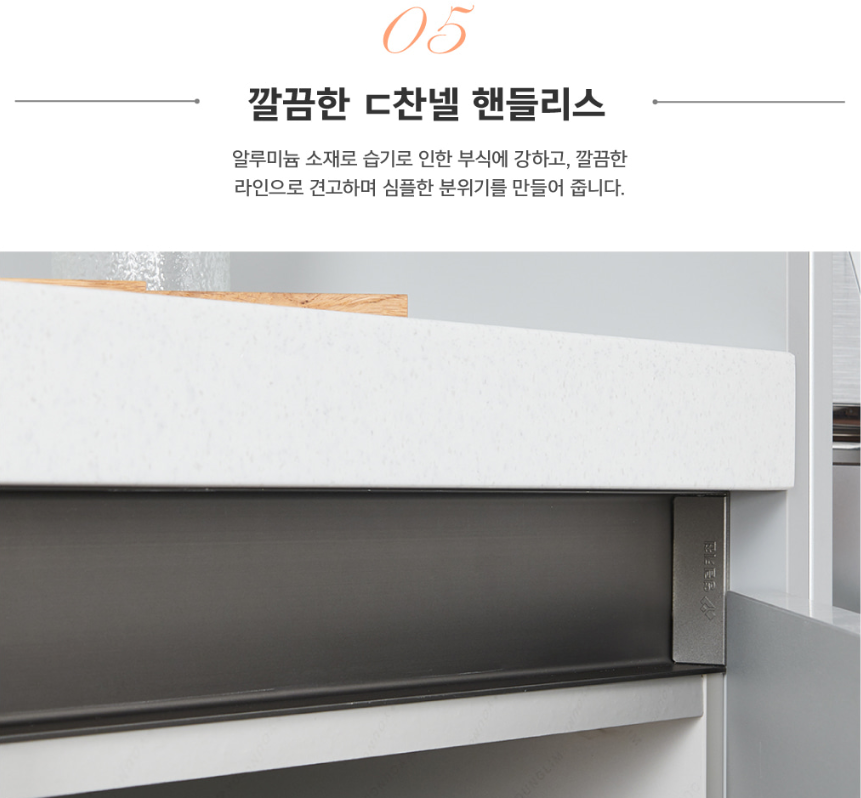 05
깔끔한 ㄷ찬넬 핸들리스
알루미늄 소재로 습기로 인한 부식에 강하고, 깔끔한
라인으로 견고하며 심플한 분위기를 만들어 줍니다.